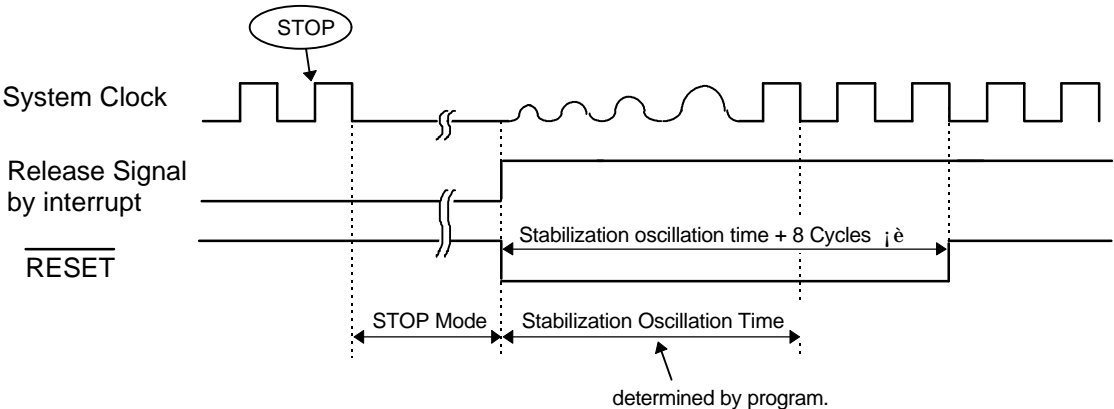 STOP
System Clock
Release Signal
by interrupt
RESET
Stabilization oscillation time + 8 Cycles ¡è
STOP Mode
Stabilization Oscillation Time
determined by program.